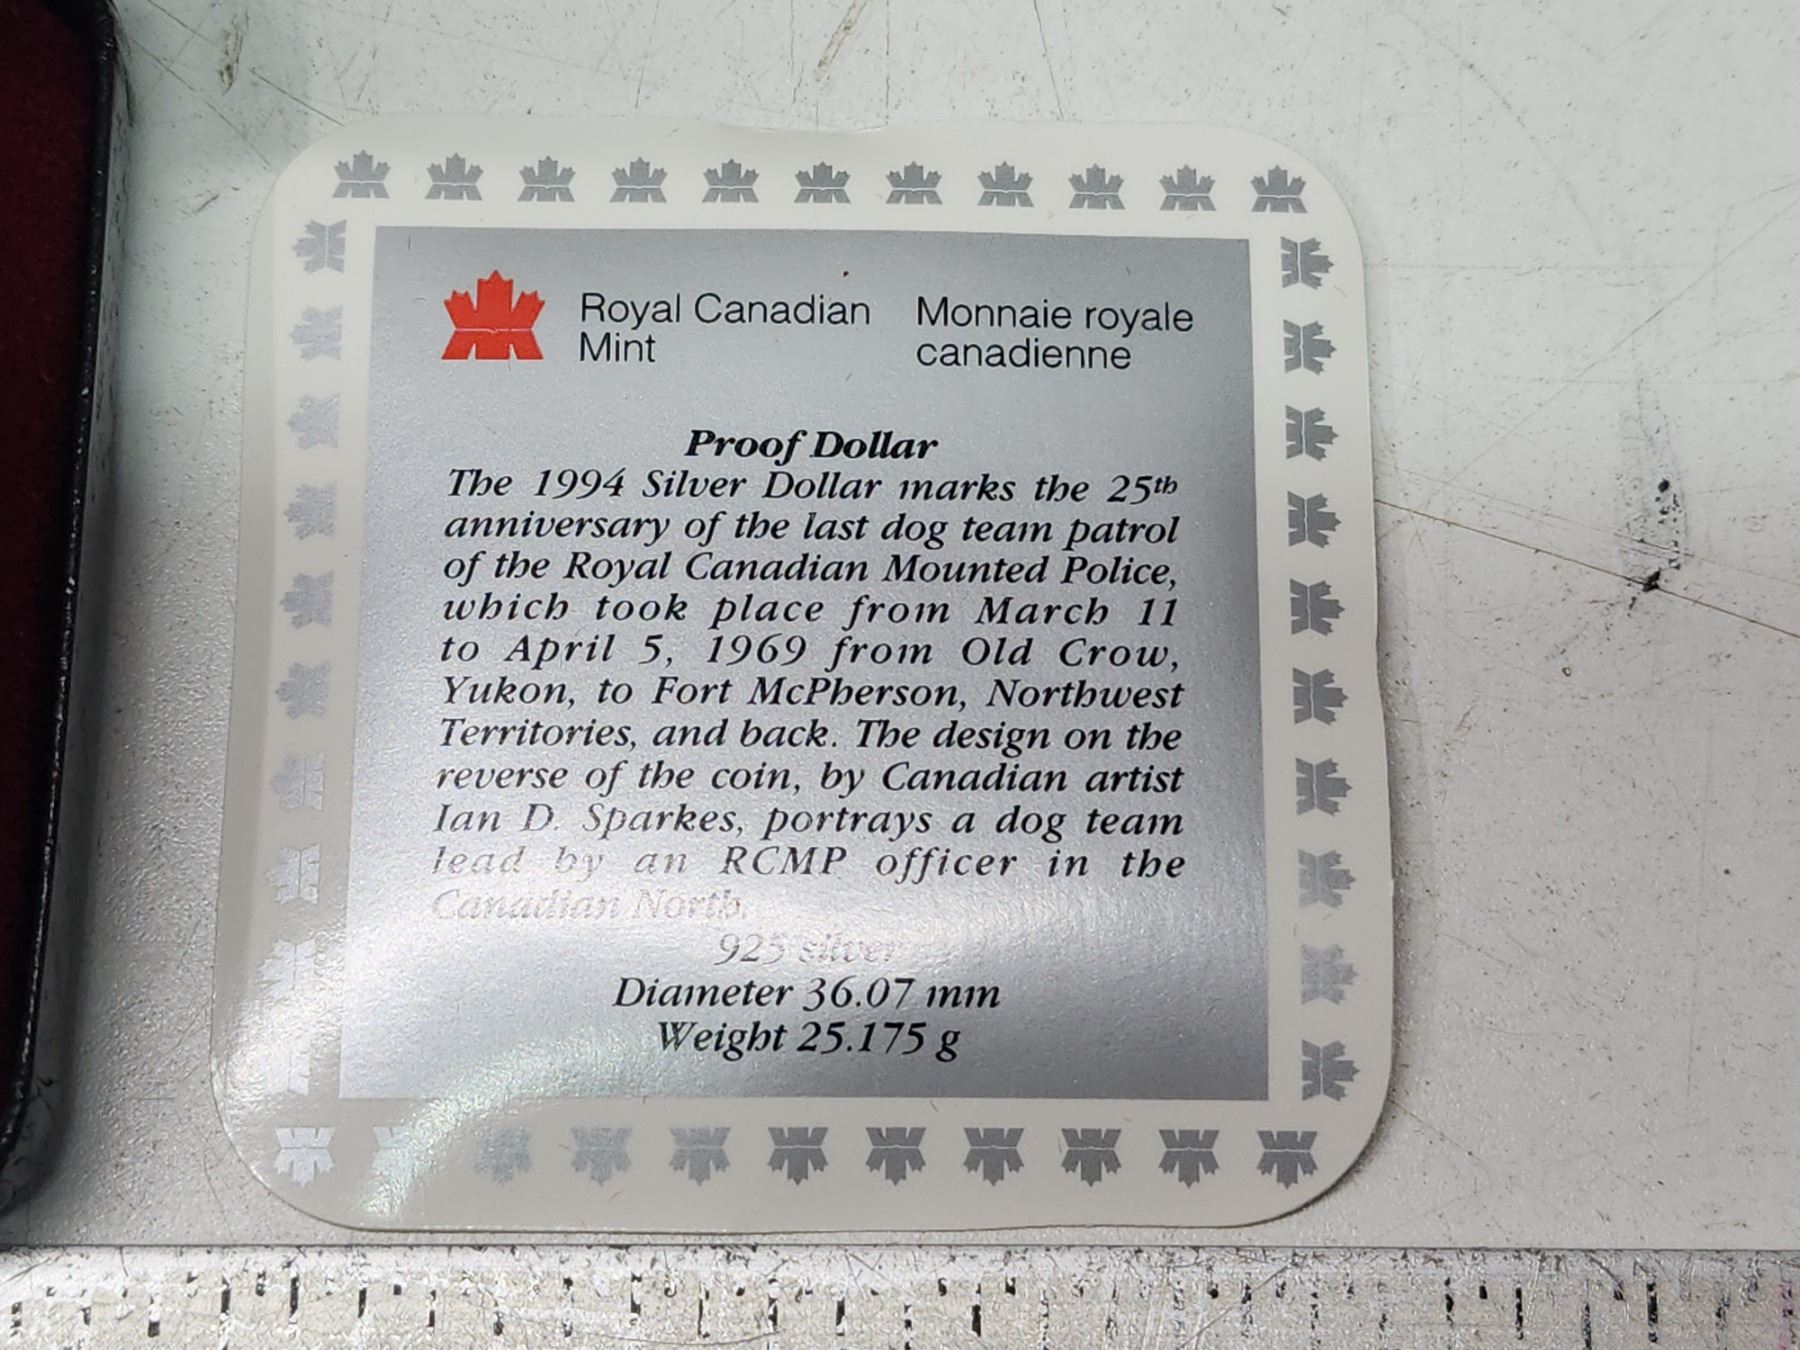 Royal Canadian Mint
Monnaie royale canadienne
Proof Dollar
The 1994 Silver Dollar marks the 25th
anniversary of the last dog team patrol
of the Royal Canadian Mounted Police,
which took place from March 11
to April 5, 1969 from Old Crow,
Yukon, to Fort McPherson, Northwest
Territories, and back. The design on the
reverse of the coin, by Canadian artist
Ian D. Sparkes, portrays a dog team
lead by an RCMP officer in the
Canadian North.
925 silver
Diameter 36.07 mm
Weight 25.175 g